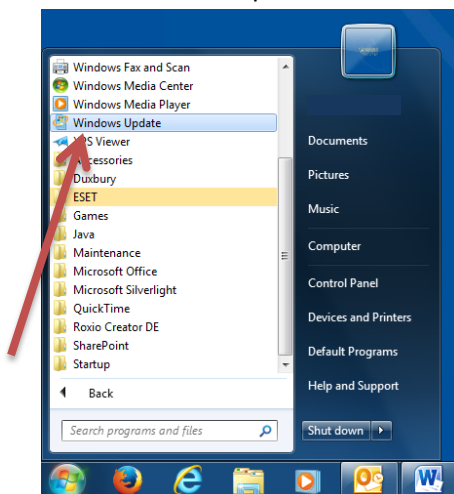 Windows Fax and Scan
Windows Media Center
Windows Media Player
Windows Update
Viewer
Accessories
Duxbury
ESET
Games
Java
Maintenance
Microsoft Office
Microsoft Silverlight
QuickTime
Roxio Creator DE
SharePoint
Startup
Back
Search programs and files
Documents
Pictures
Music
Computer
Control Panel
Devices and Printers
Default Programs
Help and Support
Shut down